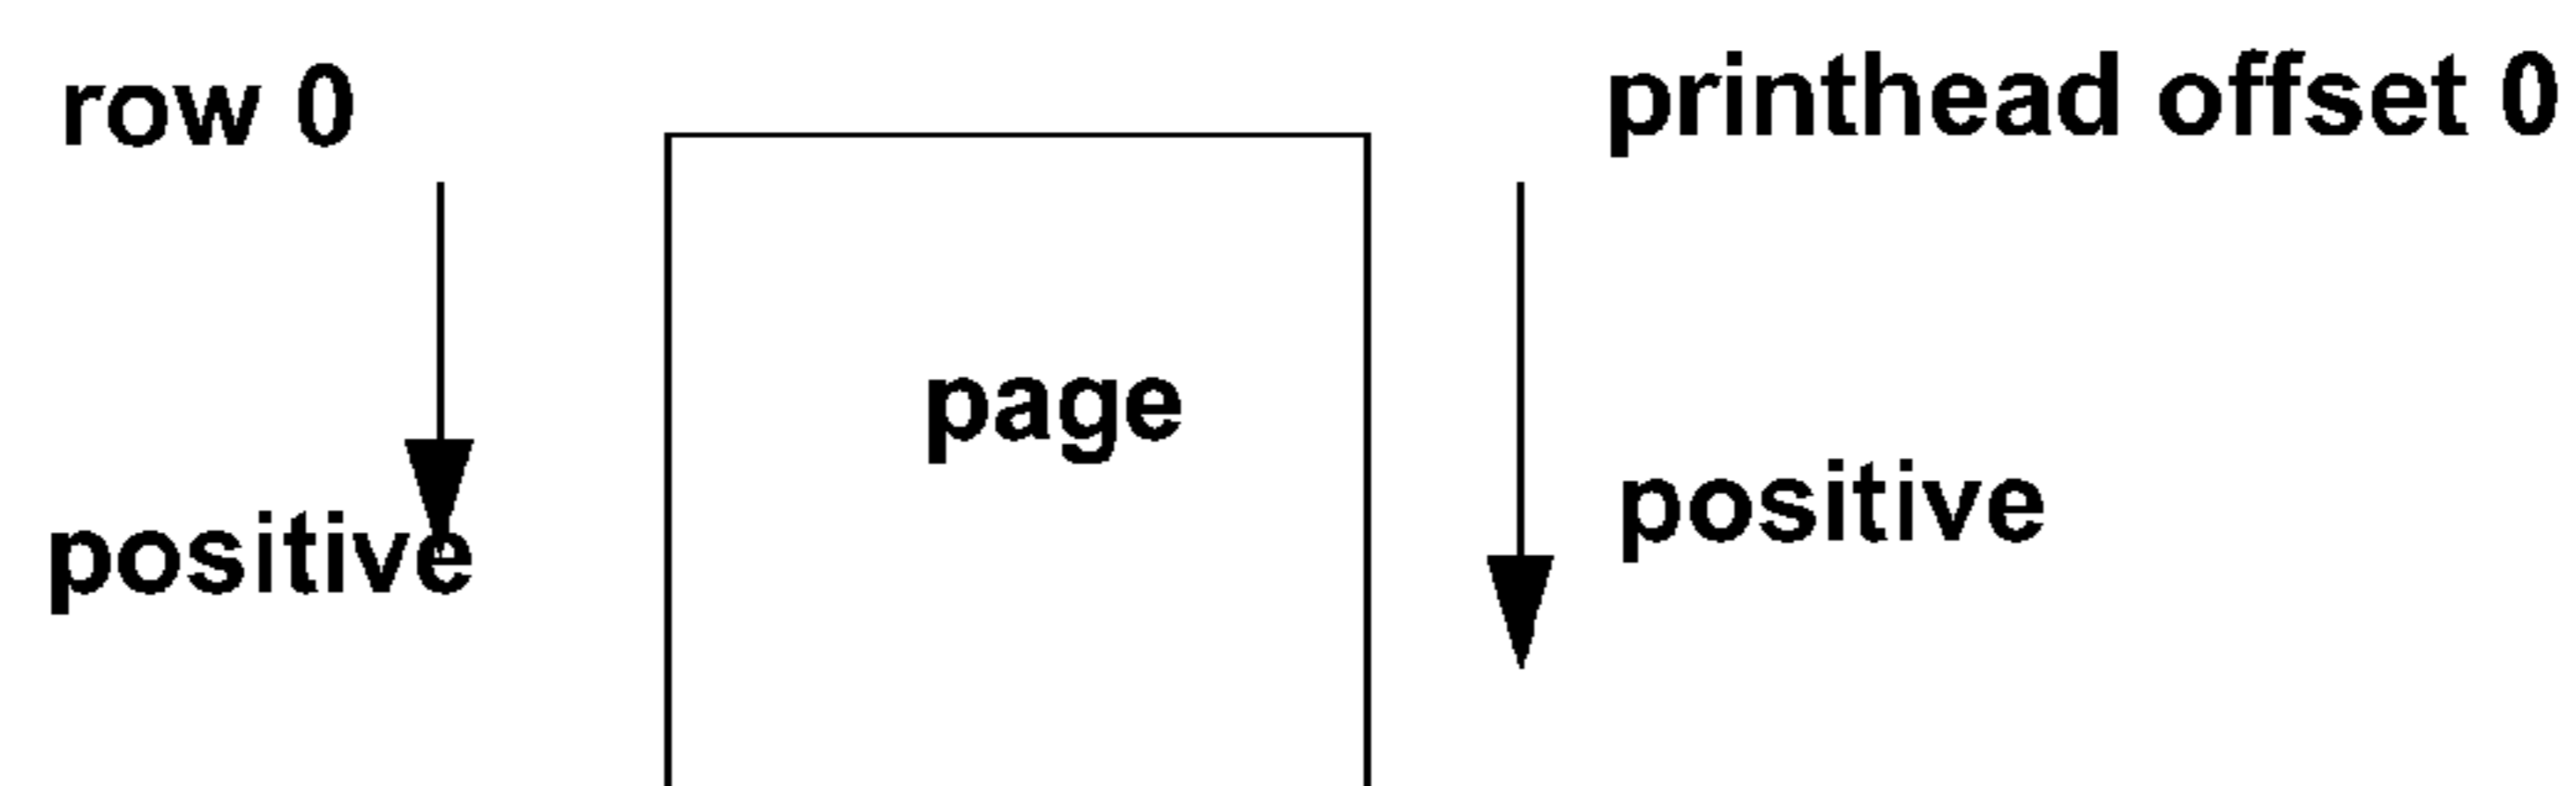 row 0
printhead offset 0
page
positive
positive